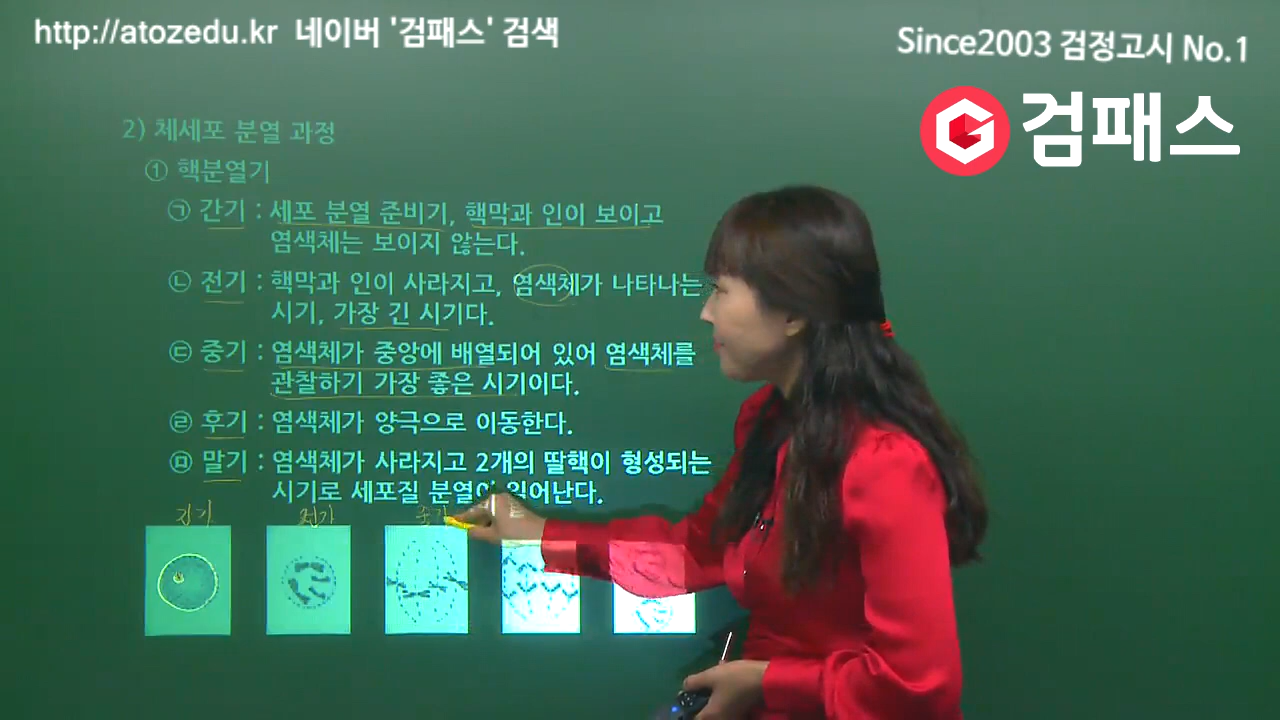 http://atozedu.kr 네이버 '검패스' 검색
Since2003 검정고시 No.1
검패스
2) 체세포 분열 과정
① 핵분열기
㉠ 간기 : 세포 분열 준비기, 핵막과 인이 보이고
염색체는 보이지 않는다.
㉡ 전기 : 핵막과 인이 사라지고, 염색체가 나타나는
시기, 가장 긴 시기다.
㉢ 중기 : 염색체가 중앙에 배열되어 있어 염색체를
관찰하기 가장 좋은 시기이다.
㉣ 후기 : 염색체가 양극으로 이동한다.
㉤ 말기 : 염색체가 사라지고 2개의 딸핵이 형성되는
시기로 세포질 분열이 일어난다.
간기 전기 중기